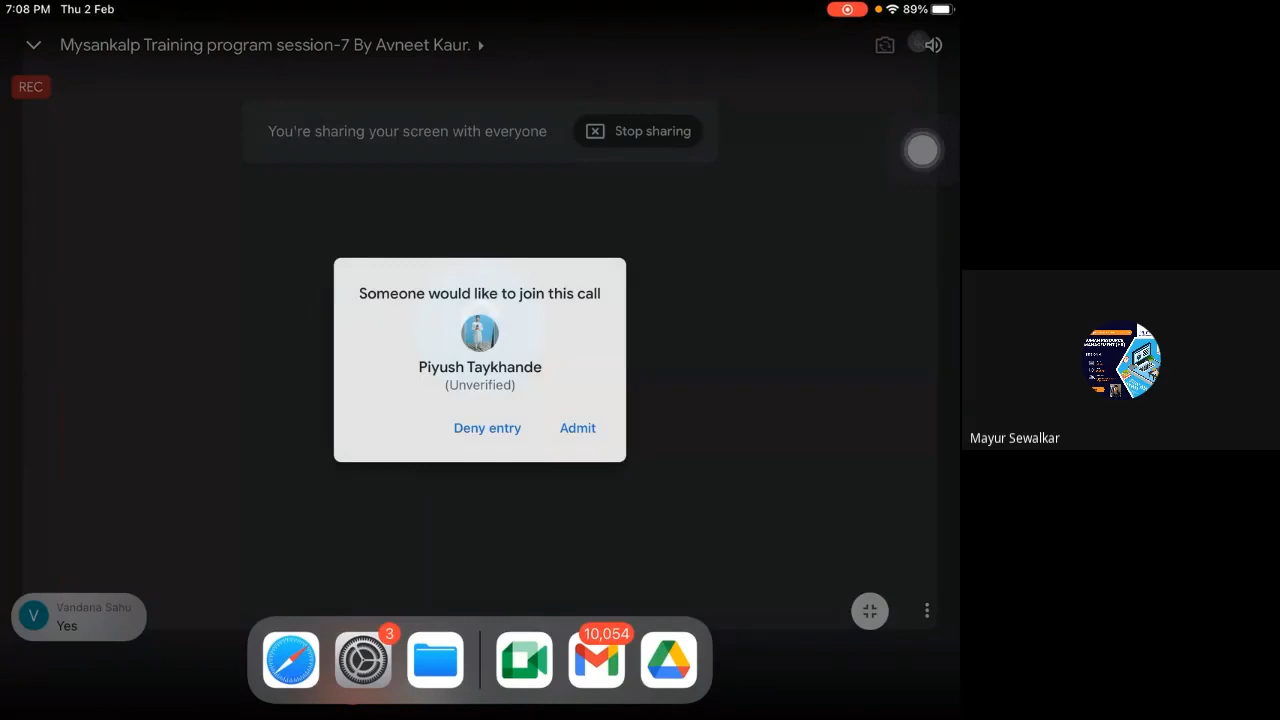 7:08 PM Thu 2 Feb
89%
Mysankalp Training program session-7 By Avneet Kaur.
REC
You're sharing your screen with everyone
Stop sharing
Someone would like to join this call
Piyush Taykhande
(Unverified)
Deny entry
Admit
Mayur Sewalkar
V
Vandana Sahu
Yes
3
10,054